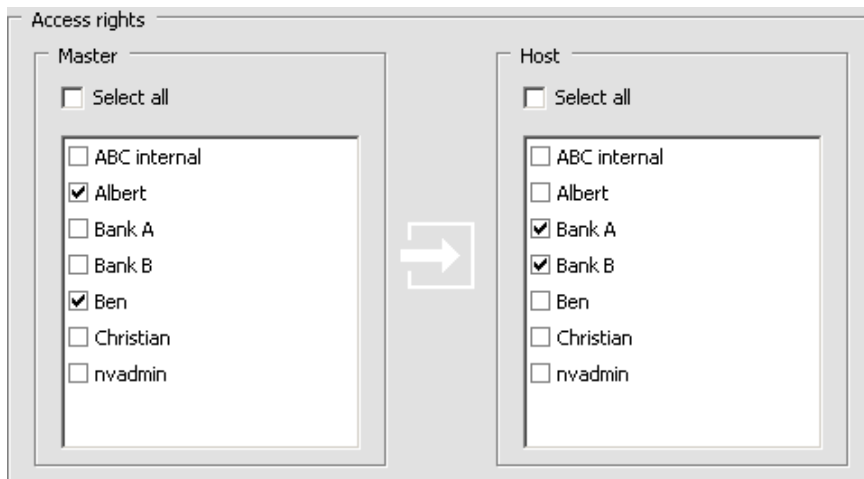 Access rights
Master
Select all
ABC internal
Albert
Bank A
Bank B
Ben
Christian
nvadmin
Host
Select all
ABC internal
Albert
Bank A
Bank B
Ben
Christian
nvadmin